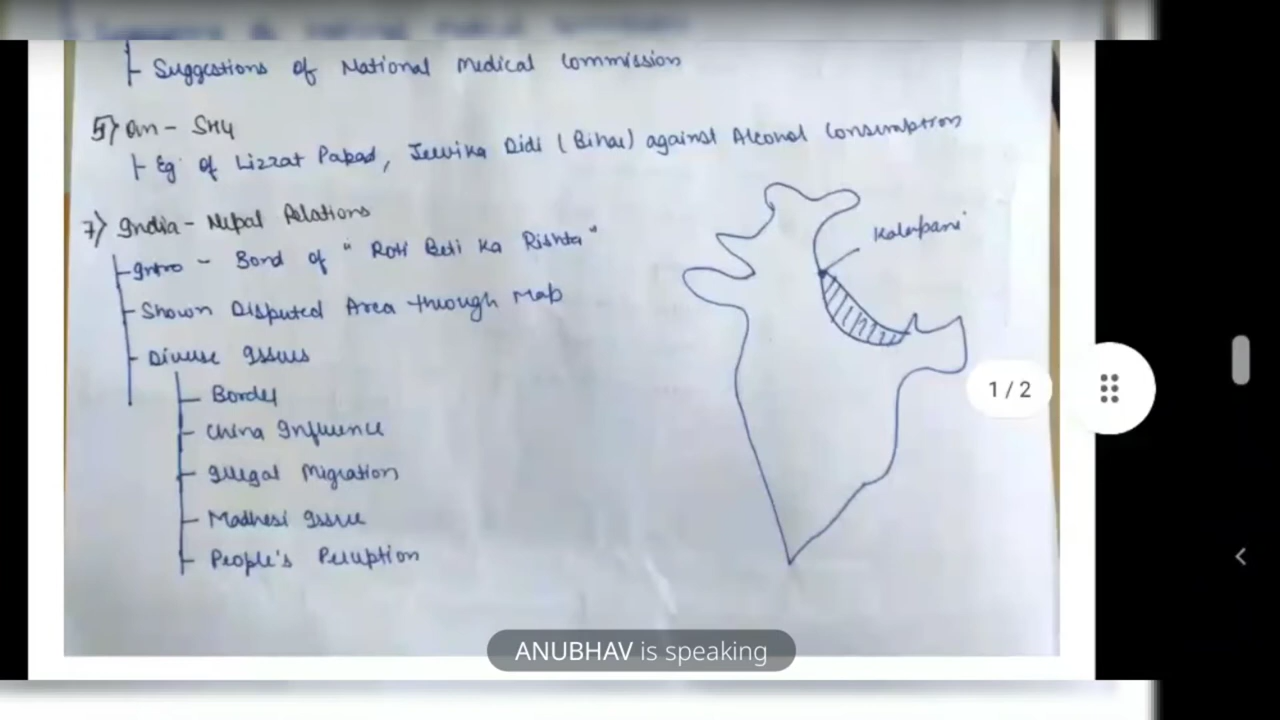 Suggestions of National Medical Commission
5) Qn - SHG
Eg of Lizzat Papad, Jeevika Didi (Bihar) against Alcohol Consumption
7) India - Nepal Relations
Intro - Bond of " Roti Beti Ka Rishta "
Shown Disputed Area through Map
Kalapani
Diverse Issues
Border
China Influence
Illegal Migration
Madhesi Issue
People's Perception
1 / 2
ANUBHAV is speaking